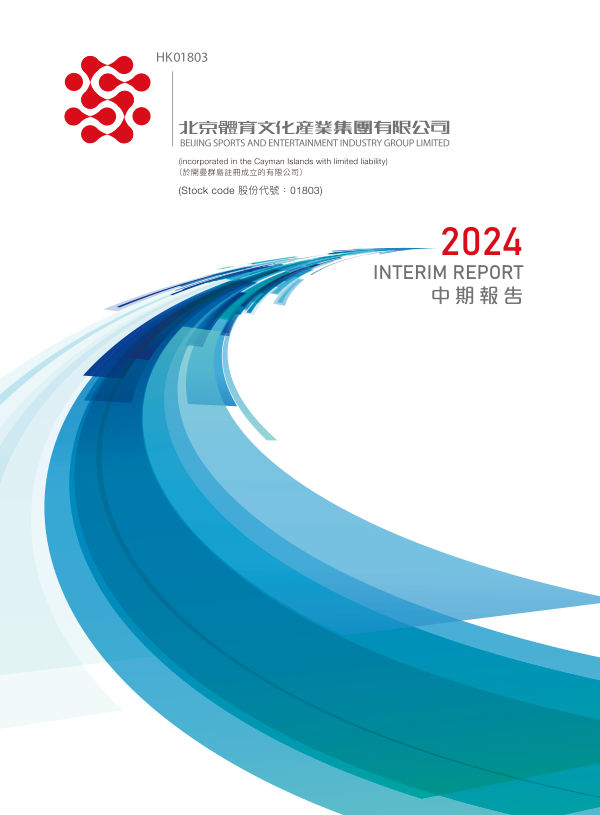 HK01803
北京體育文化產業集團有限公司
BEIJING SPORTS AND ENTERTAINMENT INDUSTRY GROUP LIMITED
(incorporated in the Cayman Islands with limited liability)
（於開曼群島註冊成立的有限公司）
(Stock code 股份代號：01803)
2024
INTERIM REPORT
中期報告